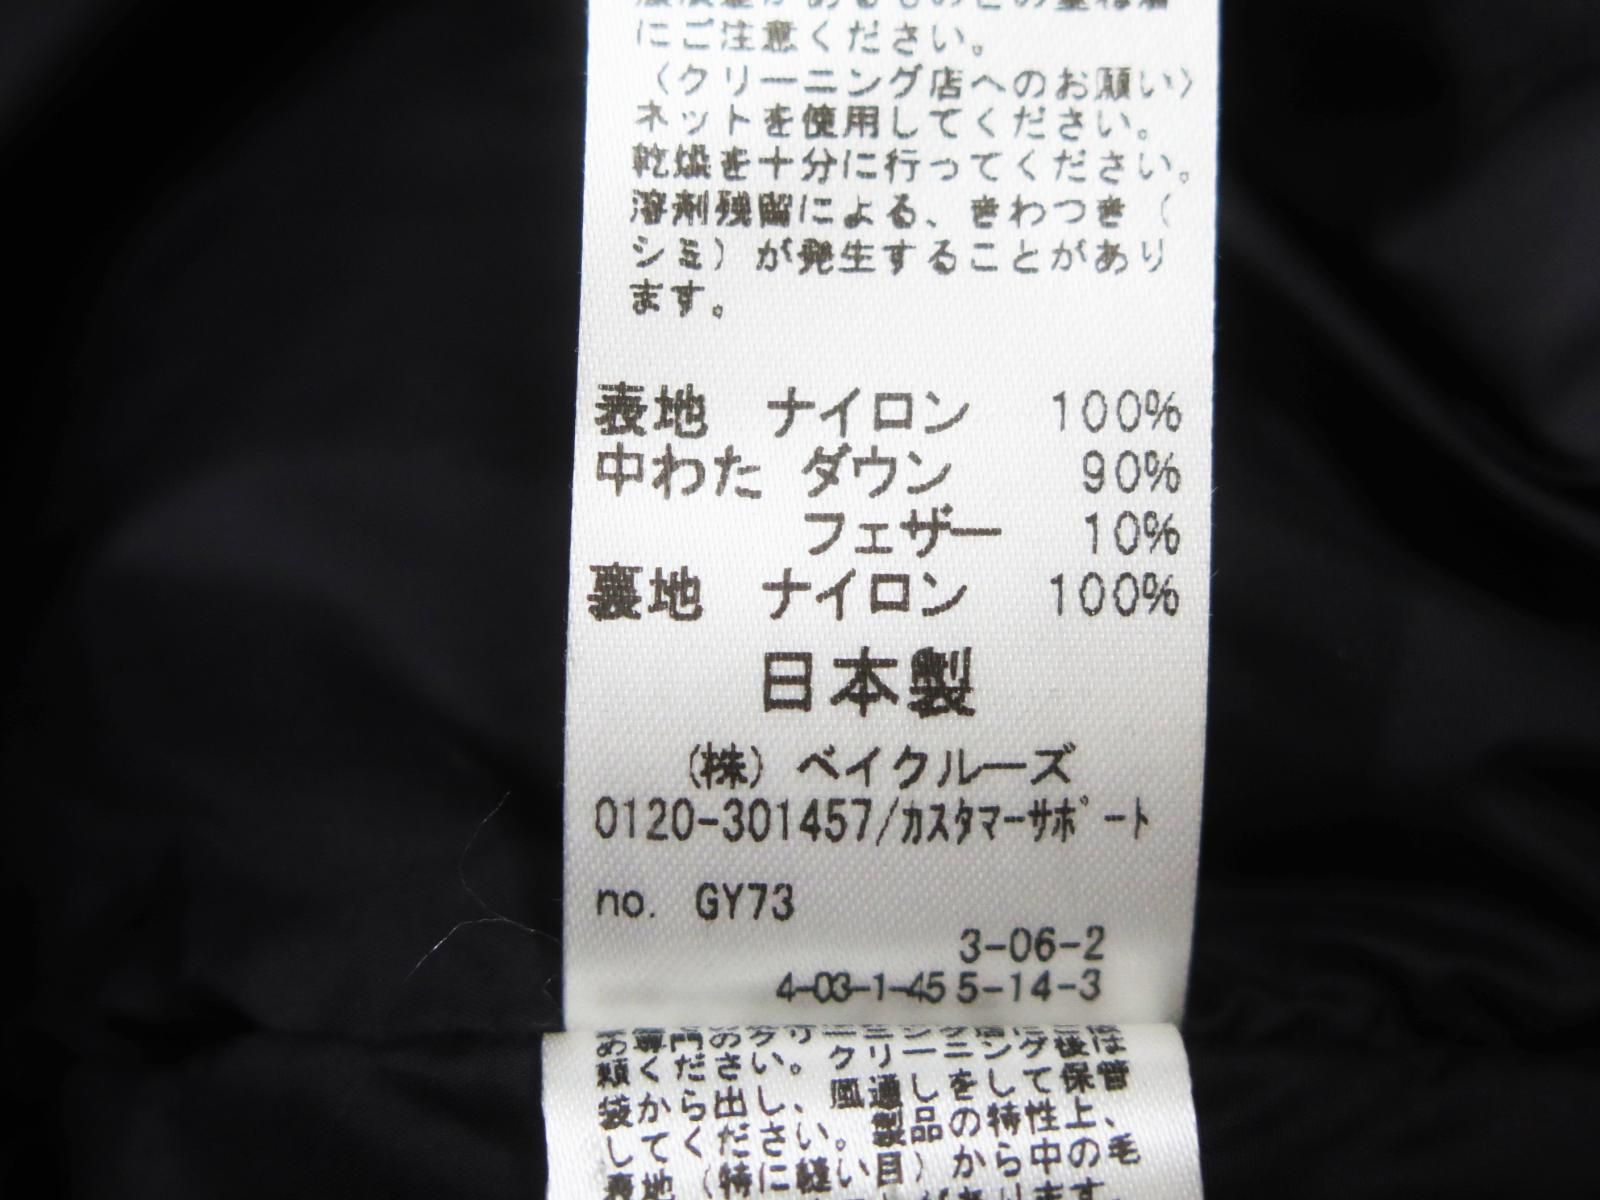 にご注意ください。
〈クリーニング店へのお願い〉
ネットを使用してください。
乾燥を十分に行ってください。
溶剤残留による、きわつき（
シミ）が発生することがあり
ます。
表地 ナイロン 100%
中わた ダウン 90%
フェザー 10%
裏地 ナイロン 100%
日本製
(株) ベイクルーズ
0120-301457/カスタマーサポート
no. GY73
3-06-2
4-03-1-45 5-14-3
頼ください。クリーニング後は
袋から出し、風通しをして保管
してください。製品の特性上、
表地（特に縫い目）から中の毛